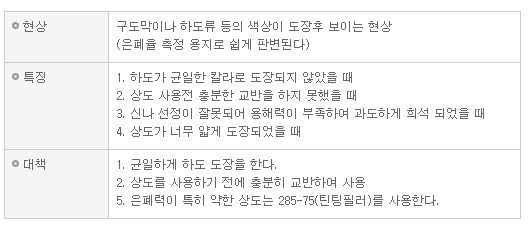 현상
구도막이나 하도류 등의 색상이 도장후 보이는 현상
(은폐율 측정 용지로 쉽게 판변된다)
특징
1. 하도가 균일한 칼라로 도장되지 않았을 때
2. 상도 사용전 충분한 교반을 하지 못했을 때
3. 신나 선정이 잘못되어 용해력이 부족하여 과도하게 희석 되었을 때
4. 상도가 너무 얇게 도장되었을 때
대책
1. 균일하게 하도 도장을 한다.
2. 상도를 사용하기 전에 충분히 교반하여 사용
5. 은폐력이 특히 약한 상도는 285-75(틴팅필러)를 사용한다.